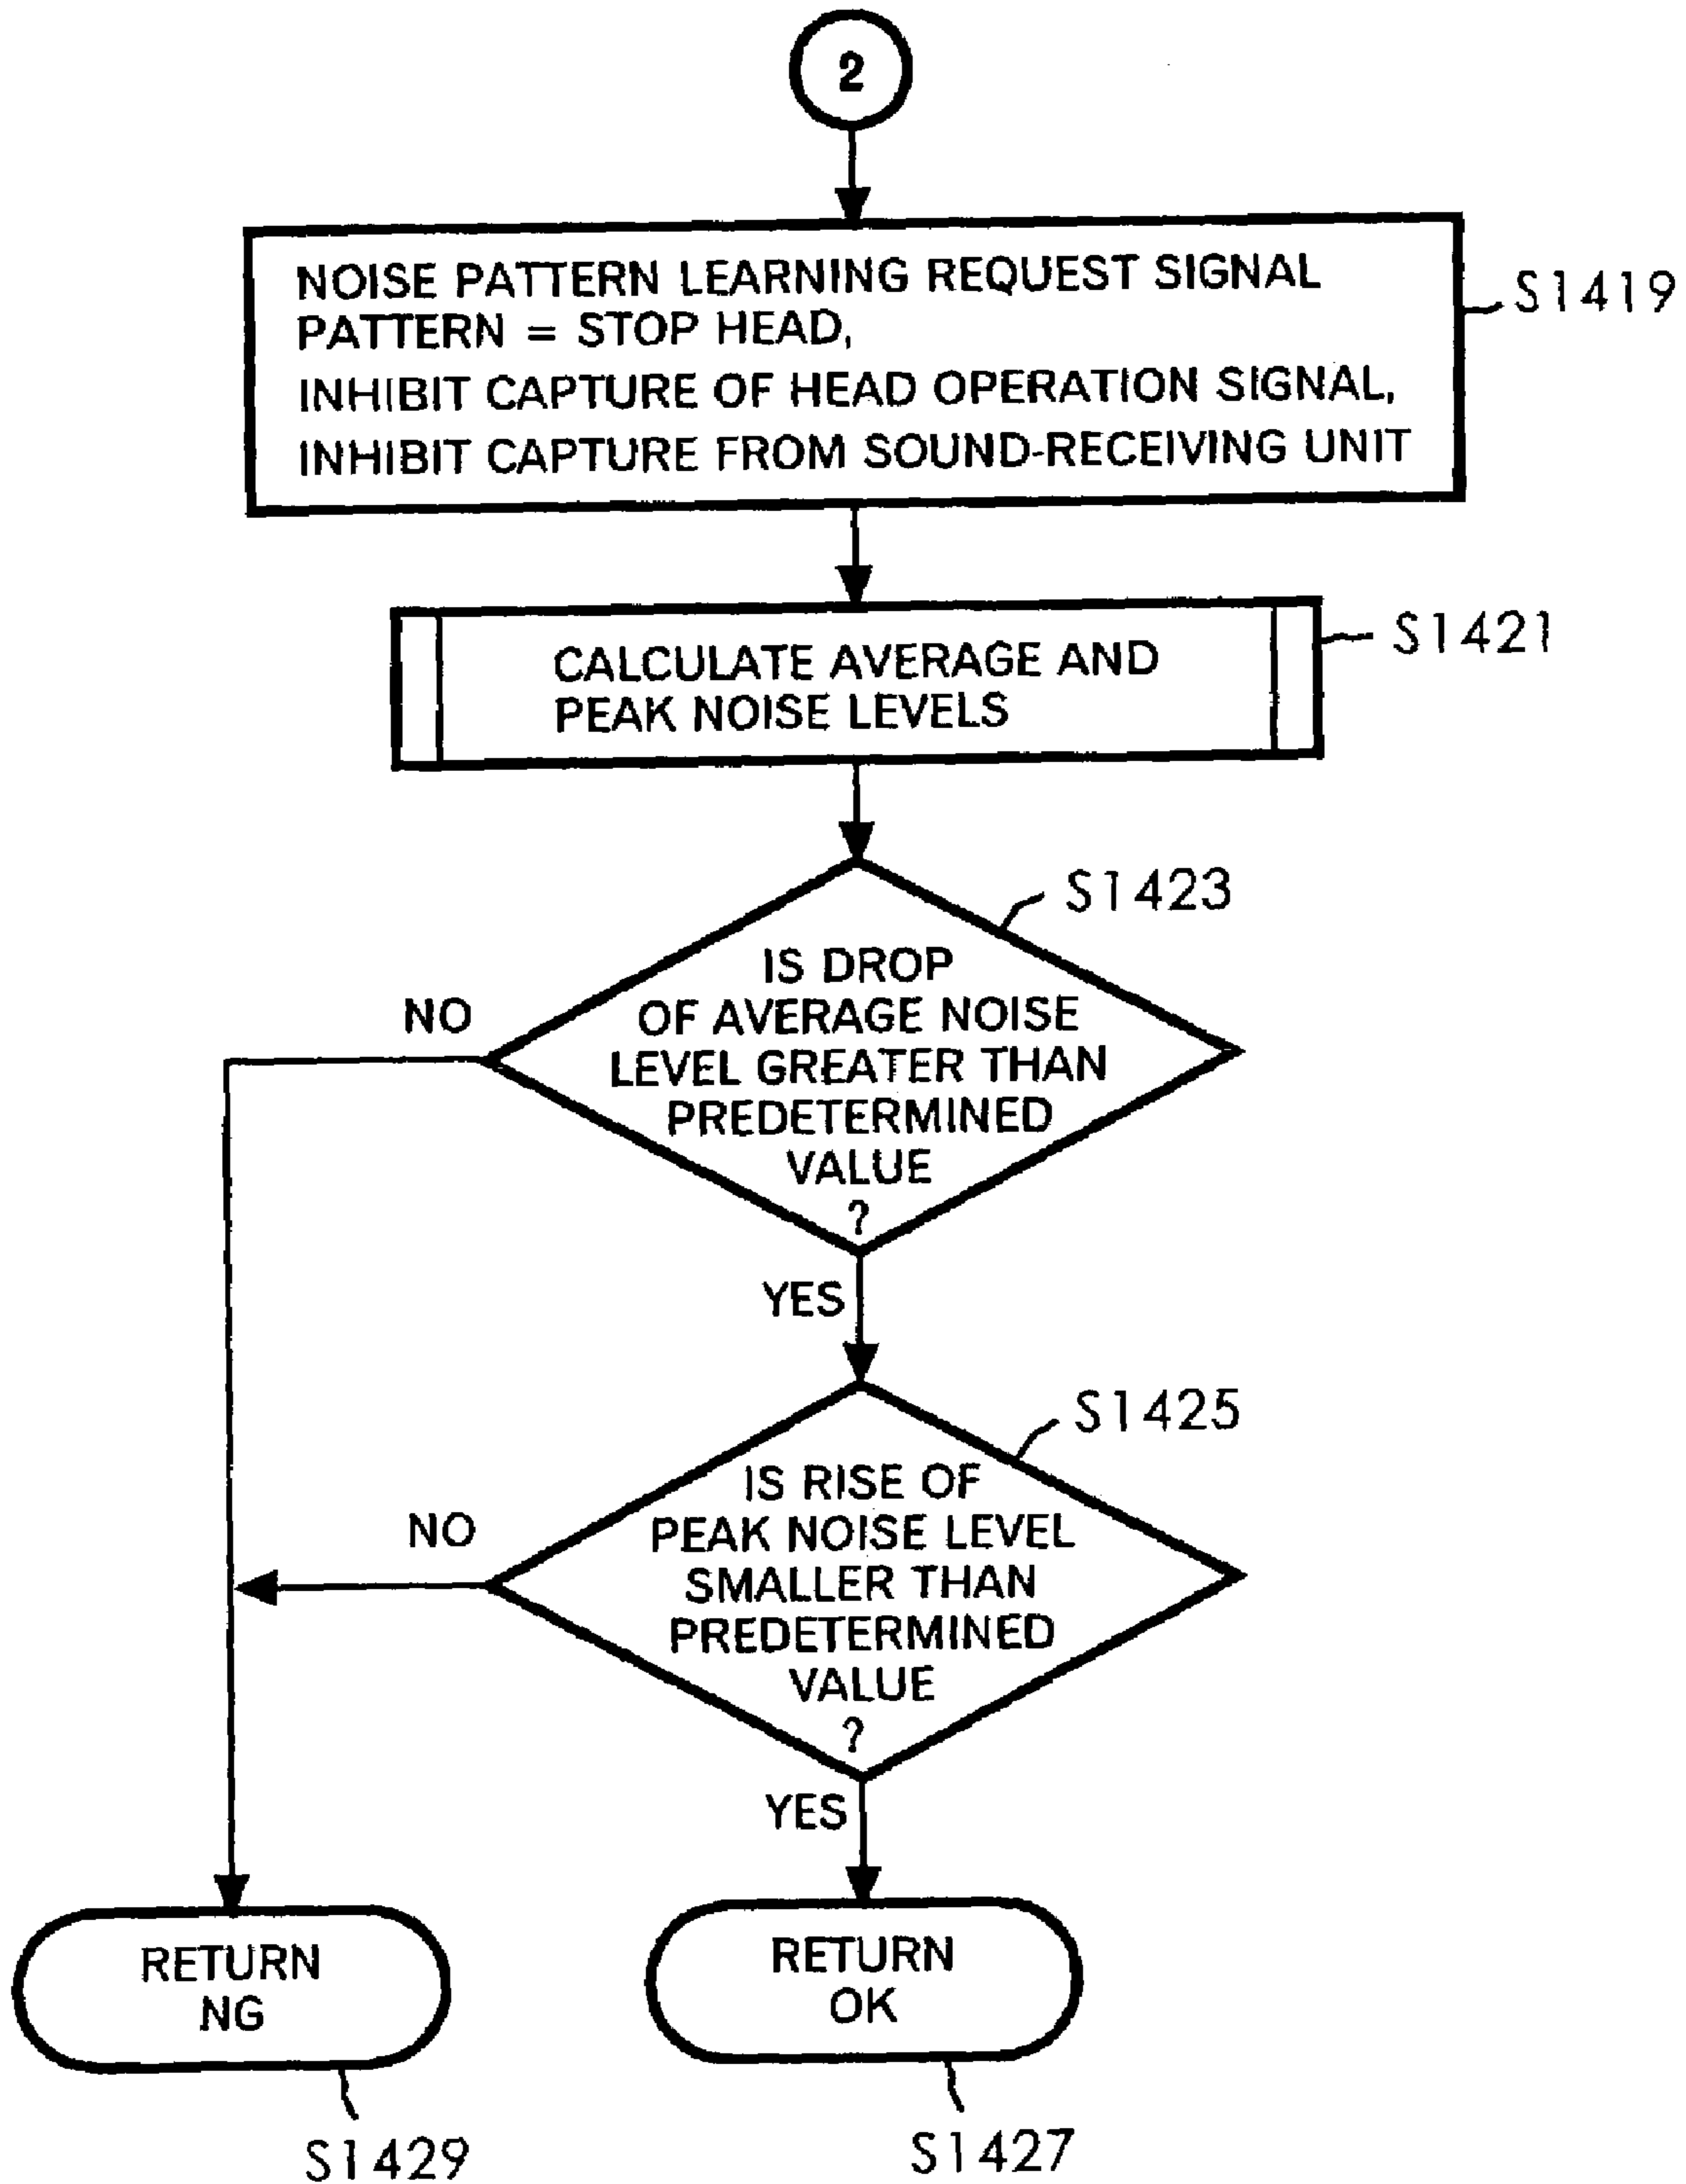 2
NOISE PATTERN LEARNING REQUEST SIGNAL
PATTERN = STOP HEAD,
INHIBIT CAPTURE OF HEAD OPERATION SIGNAL,
INHIBIT CAPTURE FROM SOUND-RECEIVING UNIT
S1419
CALCULATE AVERAGE AND
PEAK NOISE LEVELS
S1421
S1423
IS DROP
OF AVERAGE NOISE
LEVEL GREATER THAN
PREDETERMINED
VALUE
?
NO
YES
S1425
IS RISE OF
PEAK NOISE LEVEL
SMALLER THAN
PREDETERMINED
VALUE
?
NO
YES
RETURN
NG
RETURN
OK
S1429
S1427